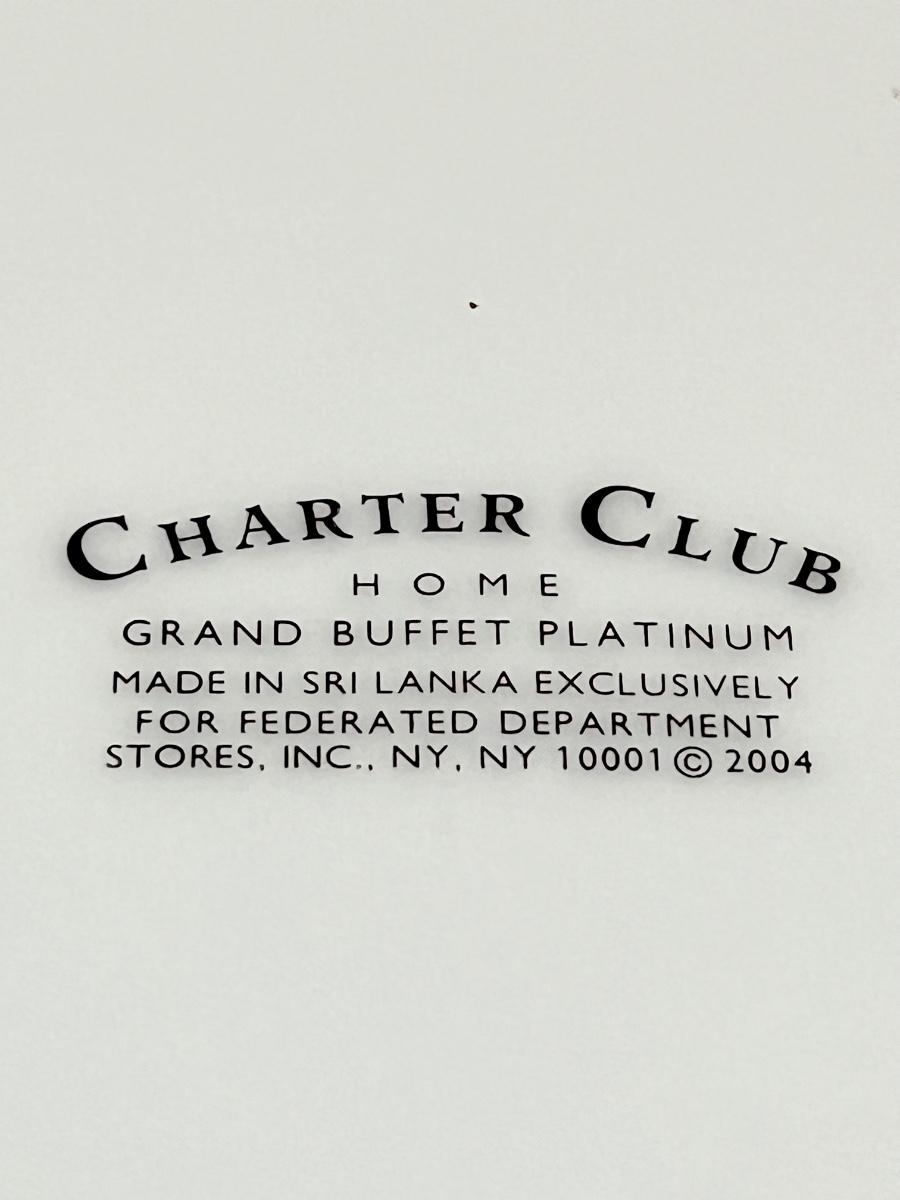 CHARTER CLUB
HOME
GRAND BUFFET PLATINUM
MADE IN SRI LANKA EXCLUSIVELY
FOR FEDERATED DEPARTMENT
STORES, INC., NY, NY 10001 © 2004